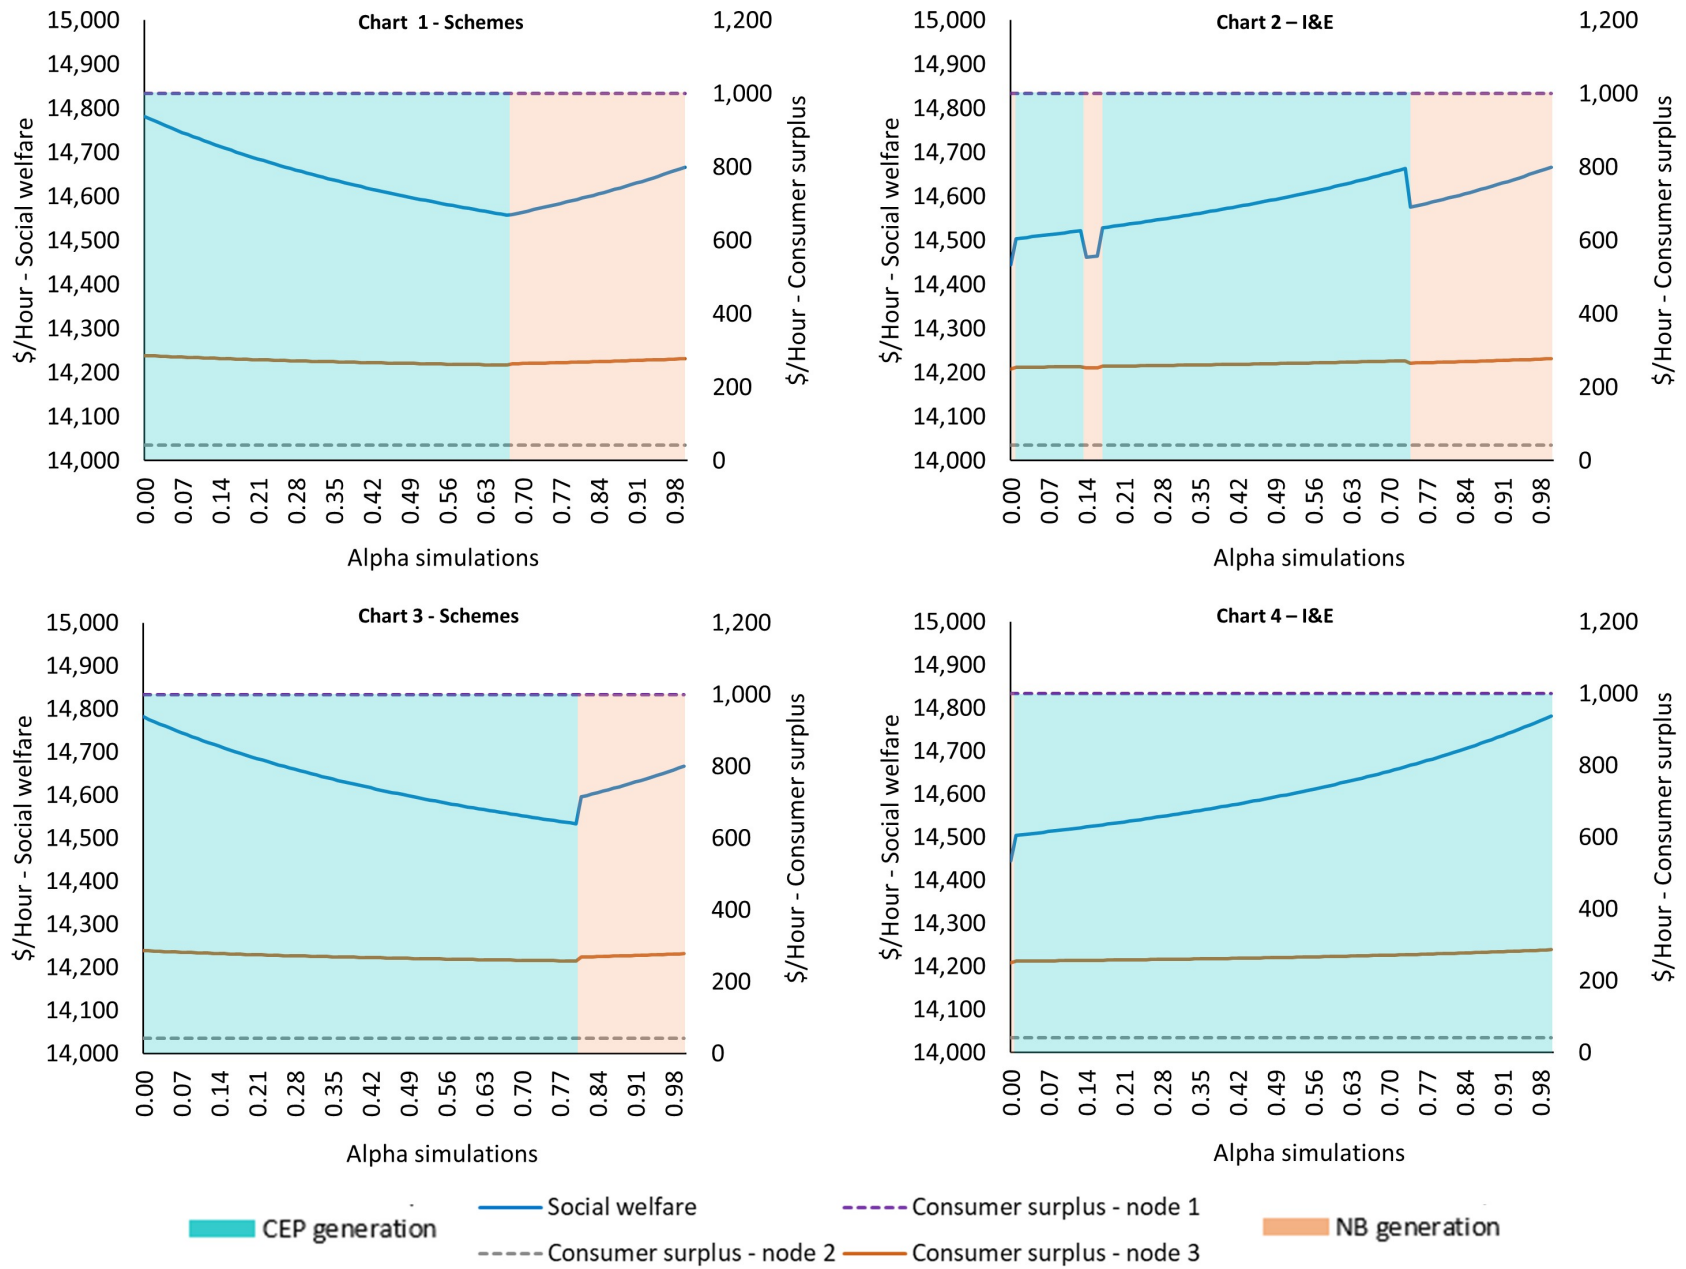 Chart 1 - Schemes
15,000
14,900
14,800
14,700
14,600
14,500
14,400
14,300
14,200
14,100
14,000
$/Hour - Social welfare
1,200
1,000
800
600
400
200
0
$/Hour - Consumer surplus
0.00 0.07 0.14 0.21 0.28 0.35 0.42 0.49 0.56 0.63 0.70 0.77 0.84 0.91 0.98
Alpha simulations
Chart 2 – I&E
15,000
14,900
14,800
14,700
14,600
14,500
14,400
14,300
14,200
14,100
14,000
$/Hour - Social welfare
1,200
1,000
800
600
400
200
0
$/Hour - Consumer surplus
0.00 0.07 0.14 0.21 0.28 0.35 0.42 0.49 0.56 0.63 0.70 0.77 0.84 0.91 0.98
Alpha simulations
Chart 3 - Schemes
15,000
14,900
14,800
14,700
14,600
14,500
14,400
14,300
14,200
14,100
14,000
$/Hour - Social welfare
1,200
1,000
800
600
400
200
0
$/Hour - Consumer surplus
0.00 0.07 0.14 0.21 0.28 0.35 0.42 0.49 0.56 0.63 0.70 0.77 0.84 0.91 0.98
Alpha simulations
Chart 4 – I&E
15,000
14,900
14,800
14,700
14,600
14,500
14,400
14,300
14,200
14,100
14,000
$/Hour - Social welfare
1,200
1,000
800
600
400
200
0
$/Hour - Consumer surplus
0.00 0.07 0.14 0.21 0.28 0.35 0.42 0.49 0.56 0.63 0.70 0.77 0.84 0.91 0.98
Alpha simulations
CEP generation
Social welfare
Consumer surplus - node 1
Consumer surplus - node 2
Consumer surplus - node 3
NB generation